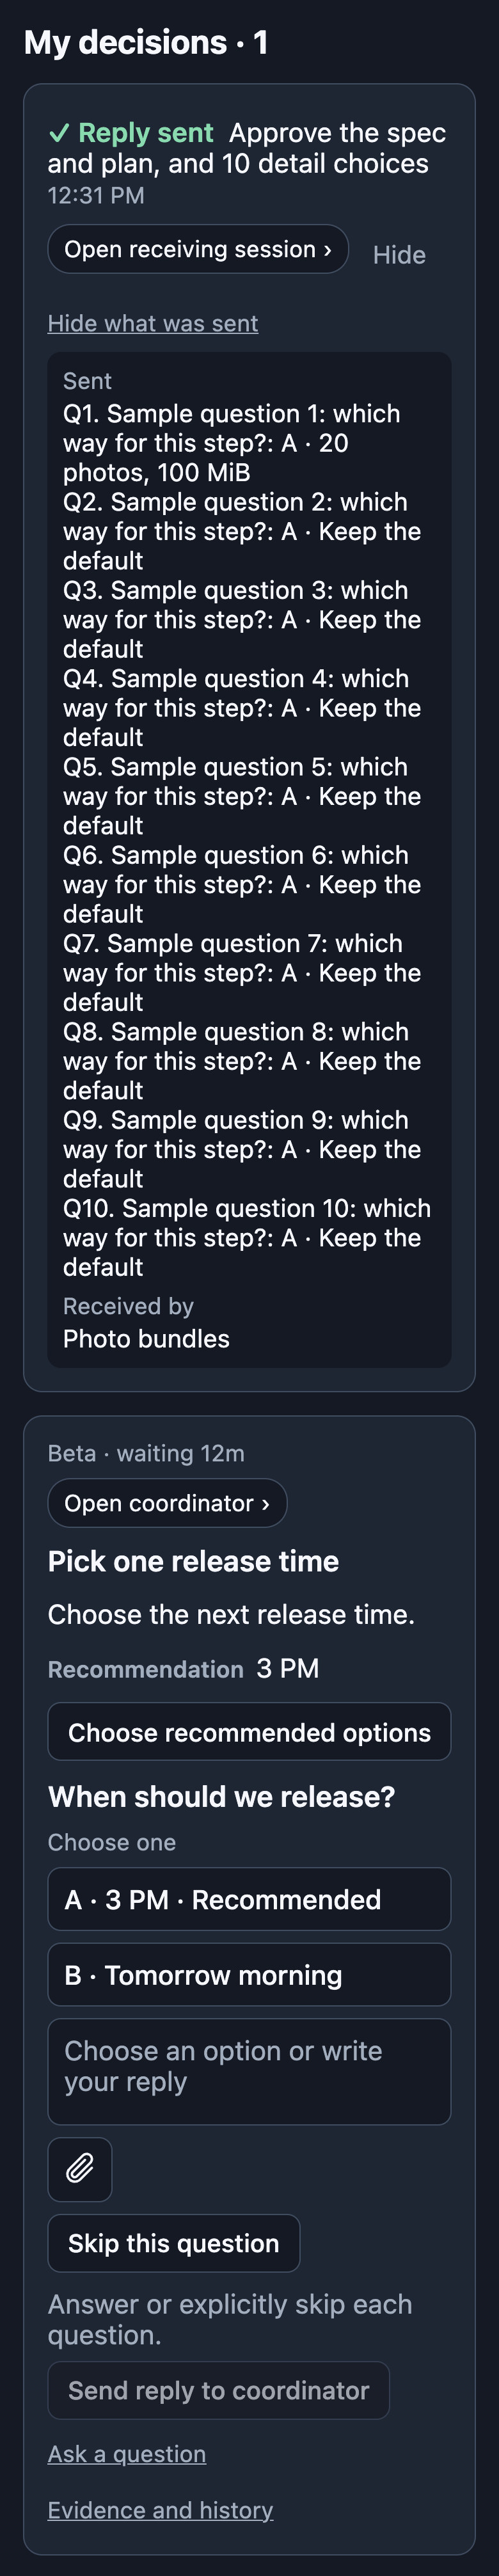 My decisions · 1
✓ Reply sent Approve the spec
and plan, and 10 detail choices
12:31 PM
Open receiving session ›
Hide
Hide what was sent
Sent
Q1. Sample question 1: which
way for this step?: A · 20
photos, 100 MiB
Q2. Sample question 2: which
way for this step?: A · Keep the
default
Q3. Sample question 3: which
way for this step?: A · Keep the
default
Q4. Sample question 4: which
way for this step?: A · Keep the
default
Q5. Sample question 5: which
way for this step?: A · Keep the
default
Q6. Sample question 6: which
way for this step?: A · Keep the
default
Q7. Sample question 7: which
way for this step?: A · Keep the
default
Q8. Sample question 8: which
way for this step?: A · Keep the
default
Q9. Sample question 9: which
way for this step?: A · Keep the
default
Q10. Sample question 10: which
way for this step?: A · Keep the
default
Received by
Photo bundles
Beta · waiting 12m
Open coordinator ›
Pick one release time
Choose the next release time.
Recommendation 3 PM
Choose recommended options
When should we release?
Choose one
A · 3 PM · Recommended
B · Tomorrow morning
Choose an option or write
your reply
Skip this question
Answer or explicitly skip each
question.
Send reply to coordinator
Ask a question
Evidence and history